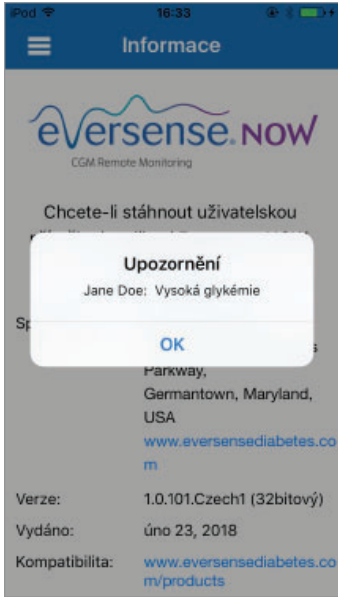 iPod 16:33
Informace
eversense. NOW
CGM Remote Monitoring
Chcete-li stáhnout uživatelskou
Upozornění
Jane Doe: Vysoká glykémie
OK
Parkway,
Germantown, Maryland,
USA
www.eversensediabetes.co
m
Verze: 1.0.101.Czech1 (32bitový)
Vydáno: úno 23, 2018
Kompatibilita: www.eversensediabetes.co
m/products